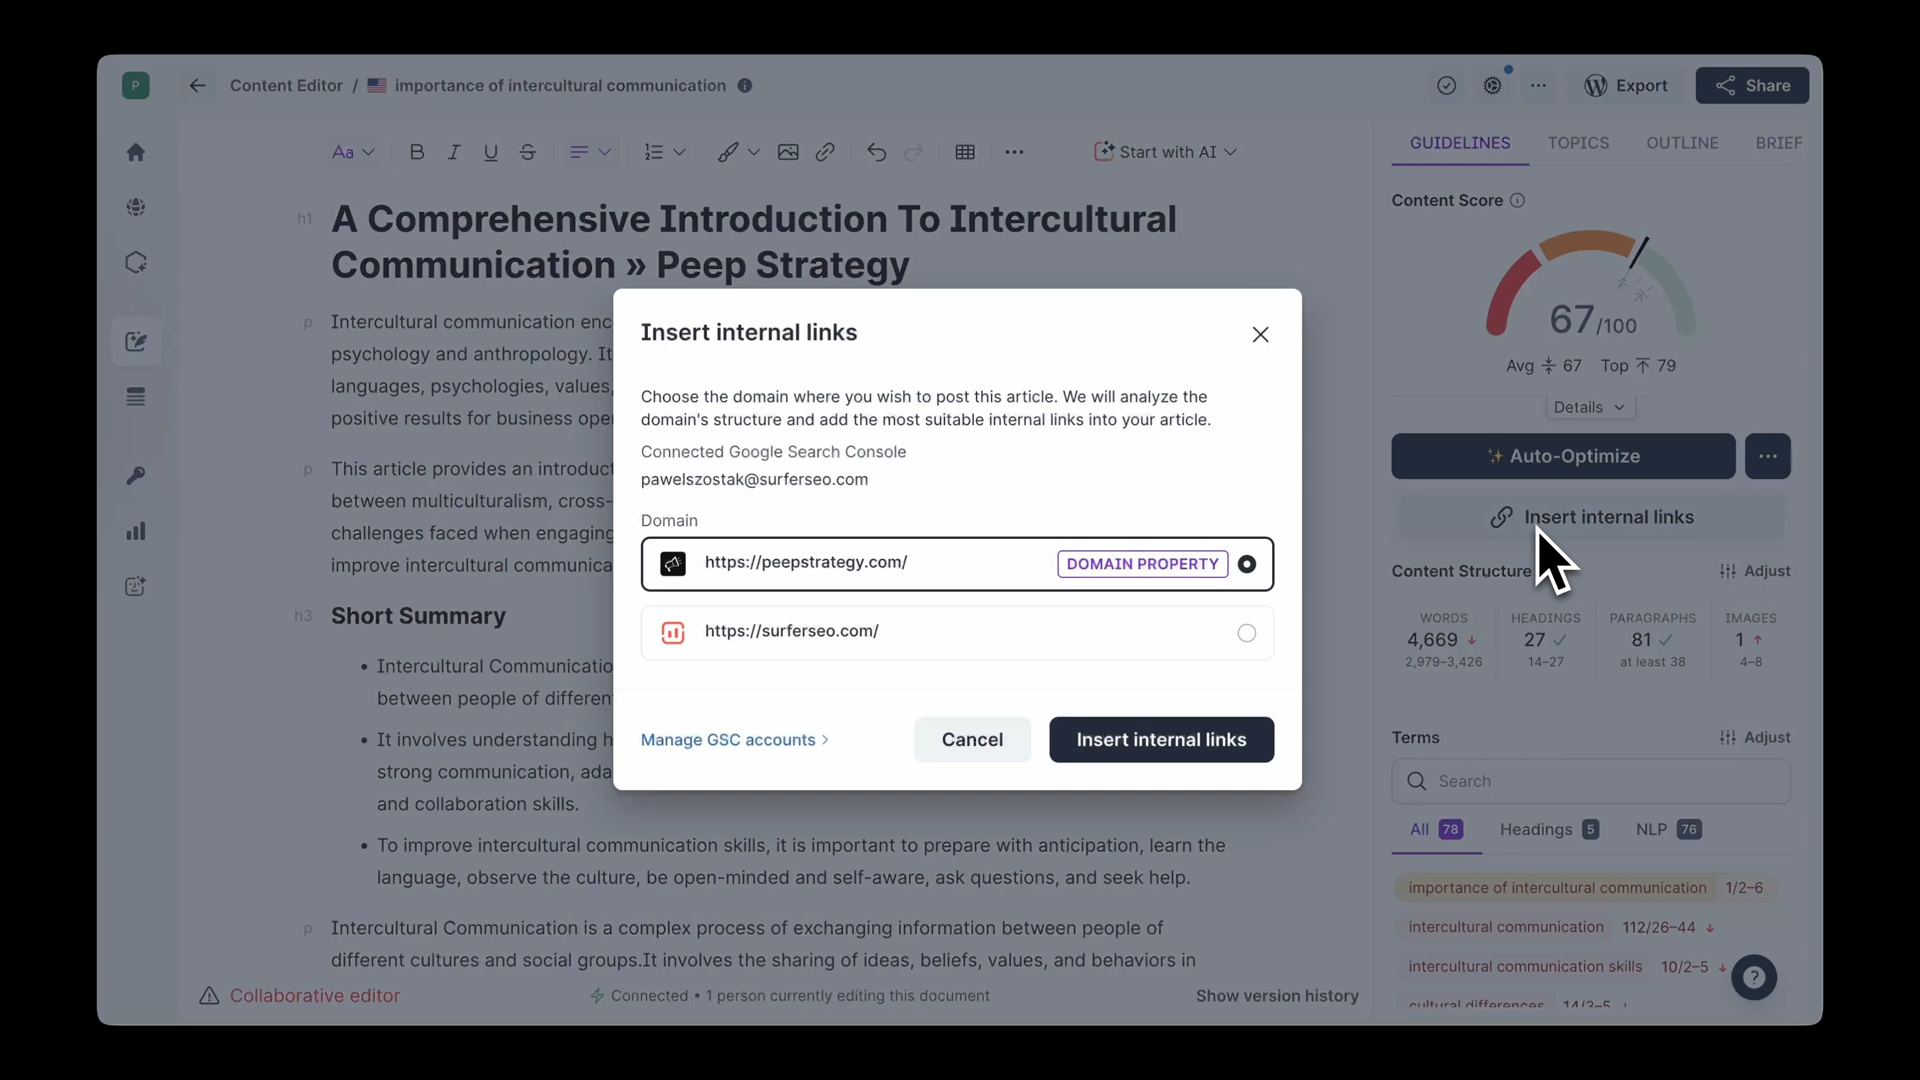 P
Content Editor / importance of intercultural communication
Export
Share
Aa
B I U S
Start with AI
GUIDELINES TOPICS OUTLINE BRIEF
h1
A Comprehensive Introduction To Intercultural
Communication » Peep Strategy
p
Intercultural communication enc
psychology and anthropology. It
languages, psychologies, values,
positive results for business ope
p
This article provides an introduct
between multiculturalism, cross-
challenges faced when engaging
improve intercultural communica
h3
Short Summary
• Intercultural Communicatio
between people of different
• It involves understanding h
strong communication, ada
and collaboration skills.
• To improve intercultural communication skills, it is important to prepare with anticipation, learn the
language, observe the culture, be open-minded and self-aware, ask questions, and seek help.
p
Intercultural Communication is a complex process of exchanging information between people of
different cultures and social groups.It involves the sharing of ideas, beliefs, values, and behaviors in
Collaborative editor
Connected • 1 person currently editing this document
Show version history
Insert internal links
Choose the domain where you wish to post this article. We will analyze the
domain's structure and add the most suitable internal links into your article.
Connected Google Search Console
pawelszostak@surferseo.com
Domain
https://peepstrategy.com/
DOMAIN PROPERTY
https://surferseo.com/
Manage GSC accounts >
Cancel
Insert internal links
Content Score
67/100
Avg 67 Top 79
Details
Auto-Optimize
Insert internal links
Content Structure
Adjust
WORDS HEADINGS PARAGRAPHS IMAGES
4,669 ↓ 27 ✓ 81 ✓ 1 ↑
2,979–3,426 14–27 at least 38 4–8
Terms
Adjust
Search
All 78 Headings 5 NLP 76
importance of intercultural communication 1/2–6
intercultural communication 112/26–44 ↓
intercultural communication skills 10/2–5 ↓
cultural differences 14/3–5 ↓
?